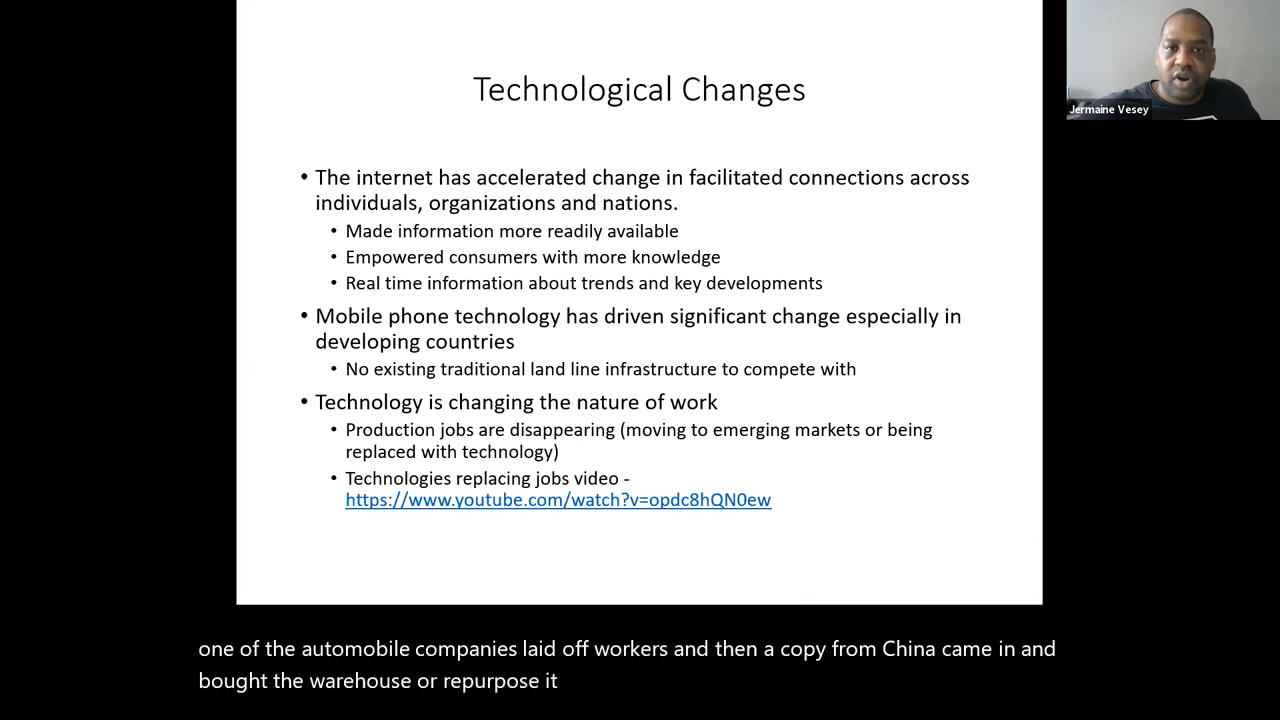 Technological Changes
Jermaine Vesey
• The internet has accelerated change in facilitated connections across
individuals, organizations and nations.
• Made information more readily available
• Empowered consumers with more knowledge
• Real time information about trends and key developments
• Mobile phone technology has driven significant change especially in
developing countries
• No existing traditional land line infrastructure to compete with
• Technology is changing the nature of work
• Production jobs are disappearing (moving to emerging markets or being
replaced with technology)
• Technologies replacing jobs video -
https://www.youtube.com/watch?v=opdc8hQN0ew
one of the automobile companies laid off workers and then a copy from China came in and
bought the warehouse or repurpose it